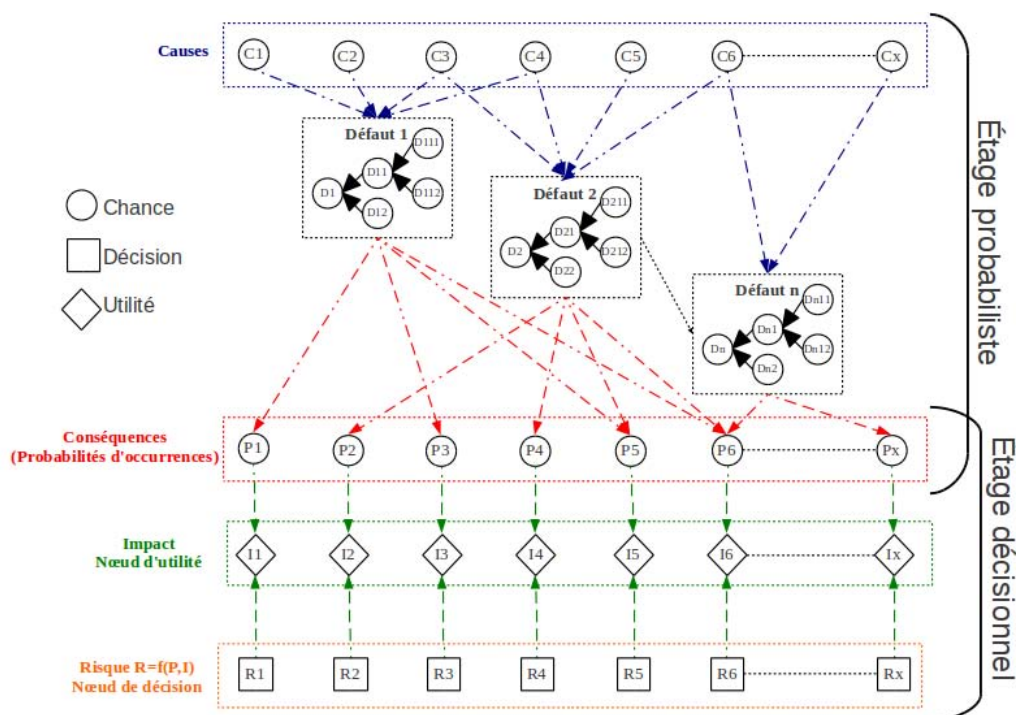 Causes
C1 C2 C3 C4 C5 C6 Cx
Défaut 1
D111
D11
D1
D112
D12
Défaut 2
D211
D21
D2
D212
D22
Défaut n
Dn11
Dn1
Dn
Dn12
Dn2
Chance
Décision
Utilité
Étage probabiliste
Conséquences
(Probabilités d'occurrences)
P1 P2 P3 P4 P5 P6 Px
Impact
Nœud d'utilité
I1 I2 I3 I4 I5 I6 Ix
Risque R=f(P,I)
Nœud de décision
R1 R2 R3 R4 R5 R6 Rx
Etage décisionnel